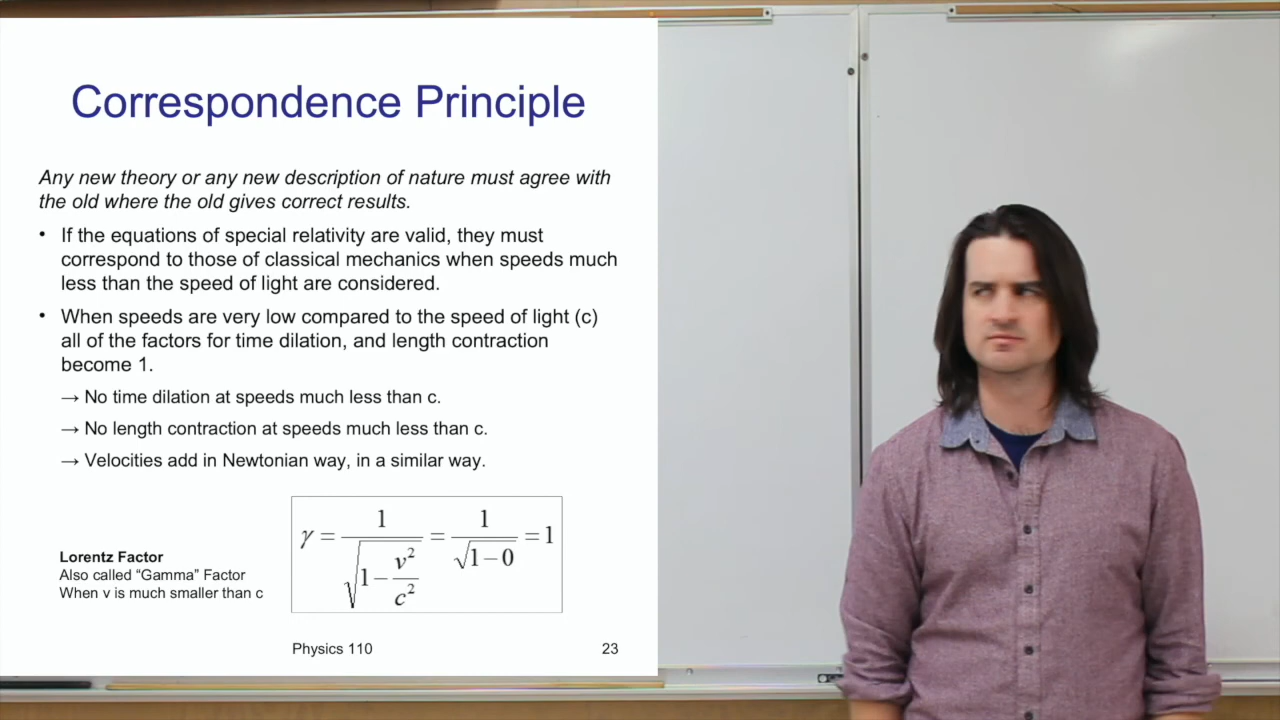 Correspondence Principle
Any new theory or any new description of nature must agree with
the old where the old gives correct results.
• If the equations of special relativity are valid, they must
correspond to those of classical mechanics when speeds much
less than the speed of light are considered.
• When speeds are very low compared to the speed of light (c)
all of the factors for time dilation, and length contraction
become 1.
→ No time dilation at speeds much less than c.
→ No length contraction at speeds much less than c.
→ Velocities add in Newtonian way, in a similar way.
Lorentz Factor
Also called “Gamma” Factor
When v is much smaller than c
γ = 1/√(1 − v²/c²) = 1/√(1 − 0) = 1
Physics 110
23